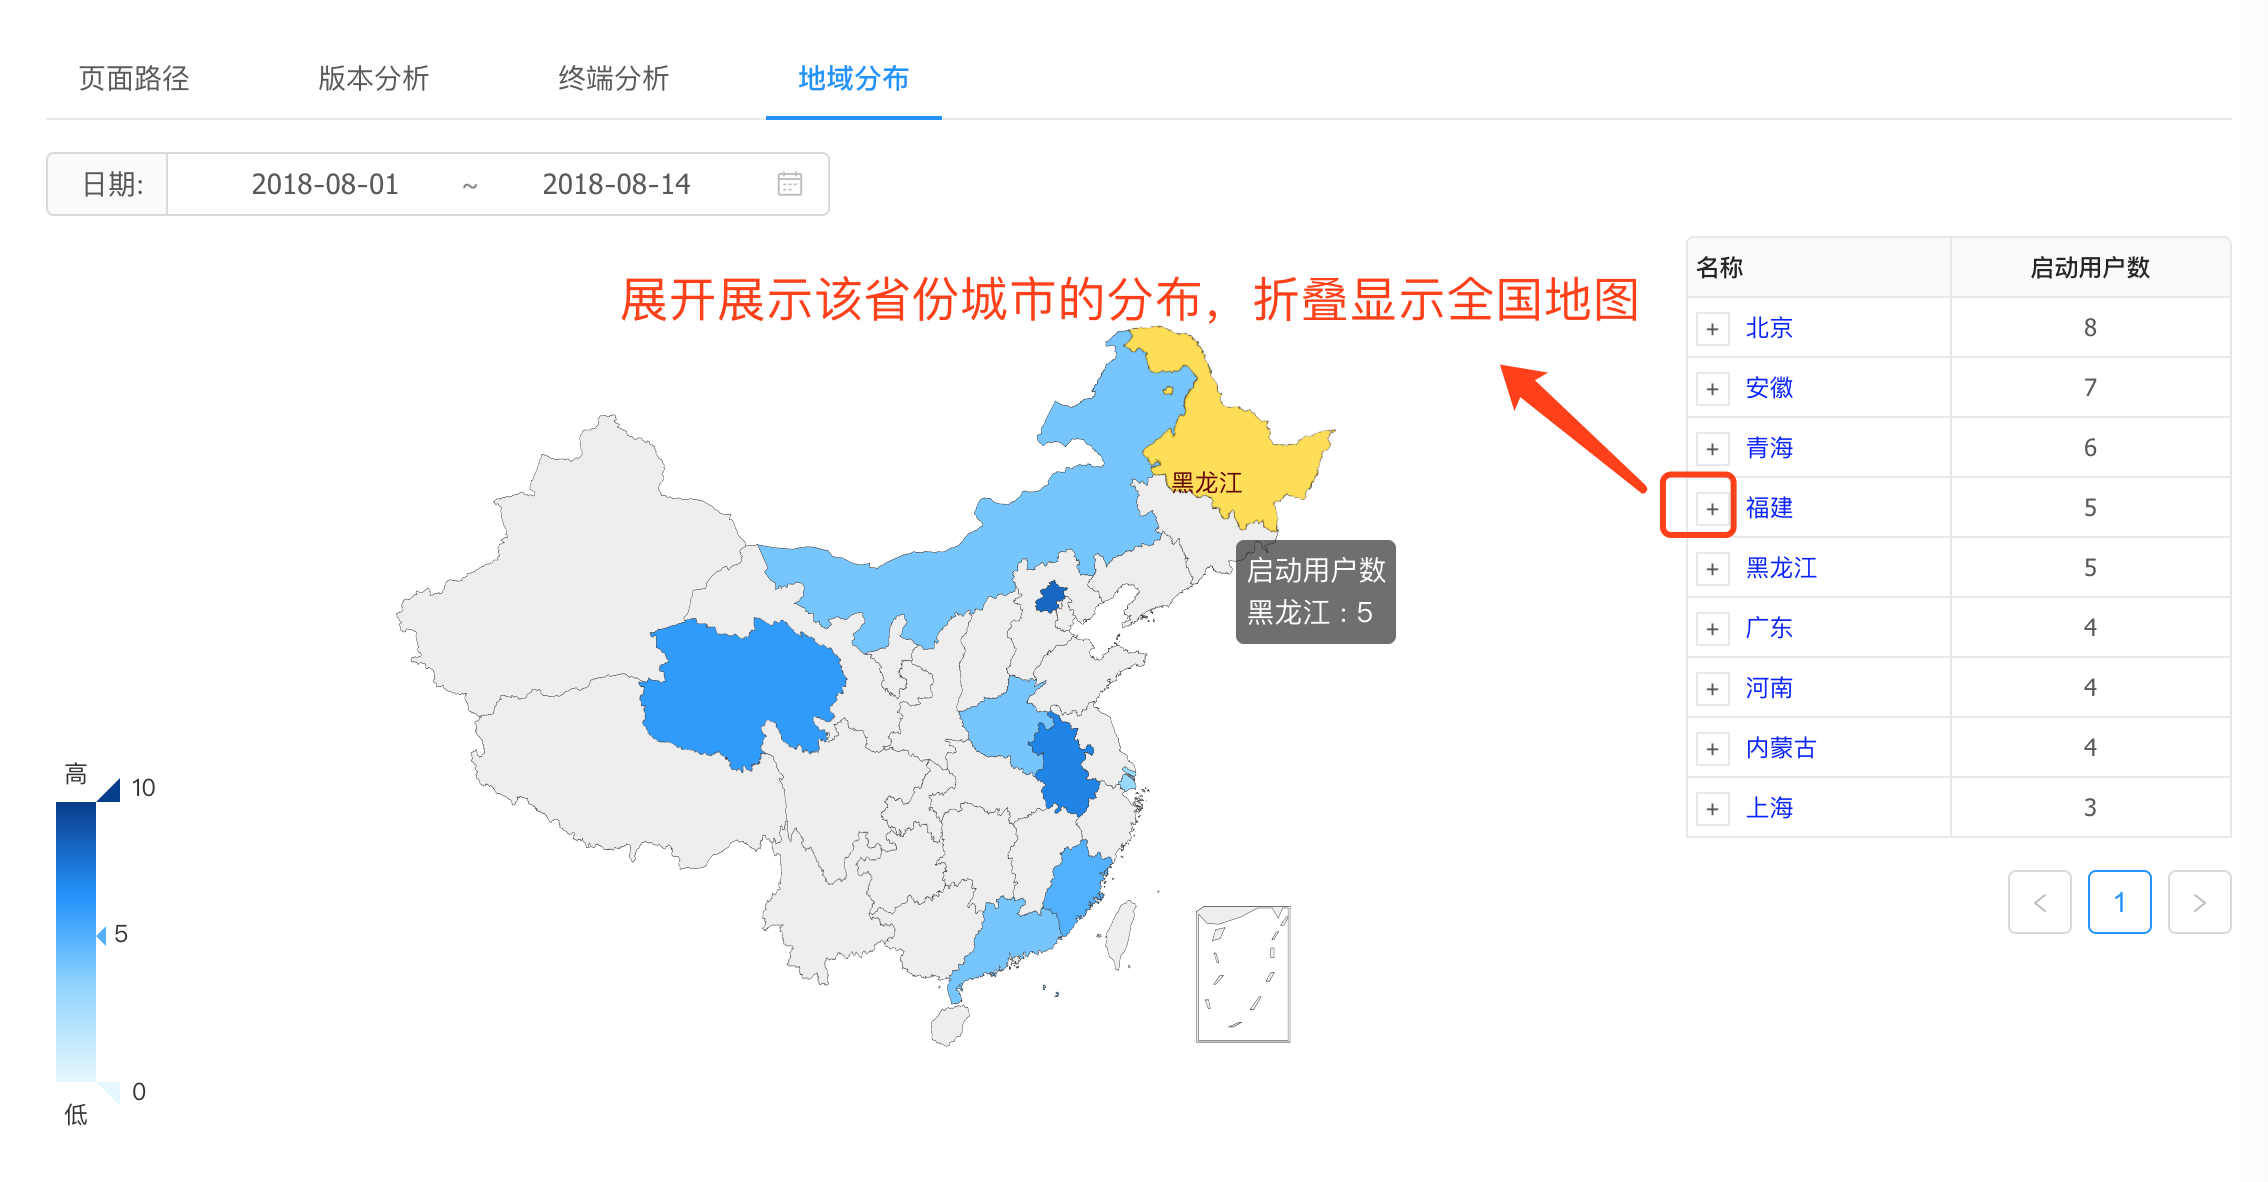 页面路径 版本分析 终端分析 地域分布
日期: 2018-08-01 ~ 2018-08-14
展开展示该省份城市的分布，折叠显示全国地图
黑龙江
启动用户数
黑龙江 : 5
高
10
5
0
低
名称 启动用户数
+ 北京 8
+ 安徽 7
+ 青海 6
+ 福建 5
+ 黑龙江 5
+ 广东 4
+ 河南 4
+ 内蒙古 4
+ 上海 3
< 1 >